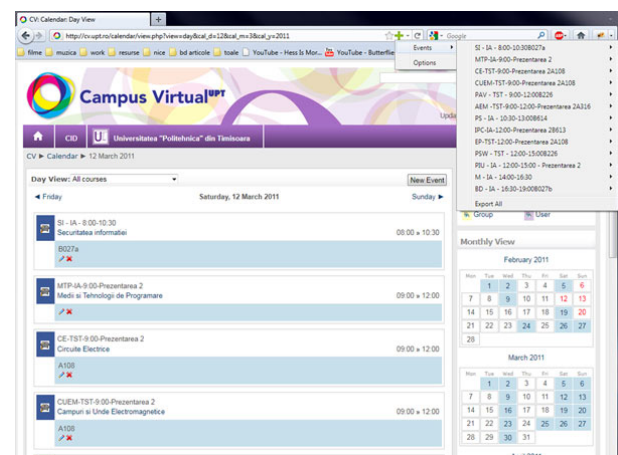 CV: Calendar: Day View
http://cv.upt.ro/calendar/view.php?view=day&cal_d=12&cal_m=3&cal_y=2011
Google
filme
muzica
work
resurse
nice
bd articole
toale
YouTube - Hess Is Mor...
YouTube - Butterflie
Events
Options
SI - IA - 8:00-10:30B027a
MTP-IA-9:00-Prezentarea 2
CE-TST-9:00-Prezentarea 2A108
CUEM-TST-9:00-Prezentarea 2A108
PAV - TST - 9:00-12:00B226
AEM -TST-9:00-12:00-Prezentarea 2A316
PS - IA - 10:30-13:00B614
IPC-IA-12:00-Prezentarea 2B613
EP-TST-12:00-Prezentarea 2A108
PSW - TST - 12:00-15:00B226
PIU - IA - 12:00-15:00 - Prezentarea 2
M - IA - 14:00-16:30
BD - IA - 16:30-19:00B027b
Export All
Campus Virtual UPT
Upda
CID
Universitatea "Politehnica" din Timisoara
CV ► Calendar ► 12 March 2011
Day View: All courses
New Event
◄ Friday
Saturday, 12 March 2011
Sunday ►
SI - IA - 8:00-10:30
Securitatea informatiei
08:00 » 10:30
B027a
MTP-IA-9:00-Prezentarea 2
Medii si Tehnologii de Programare
09:00 » 12:00
CE-TST-9:00-Prezentarea 2
Circuite Electrice
09:00 » 12:00
A108
CUEM-TST-9:00-Prezentarea 2
Campuri si Unde Electromagnetice
09:00 » 12:00
A108
Group
User
Monthly View
February 2011
Mon Tue Wed Thu Fri Sat Sun
1 2 3 4 5 6
7 8 9 10 11 12 13
14 15 16 17 18 19 20
21 22 23 24 25 26 27
28
March 2011
Mon Tue Wed Thu Fri Sat Sun
1 2 3 4 5 6
7 8 9 10 11 12 13
14 15 16 17 18 19 20
21 22 23 24 25 26 27
28 29 30 31